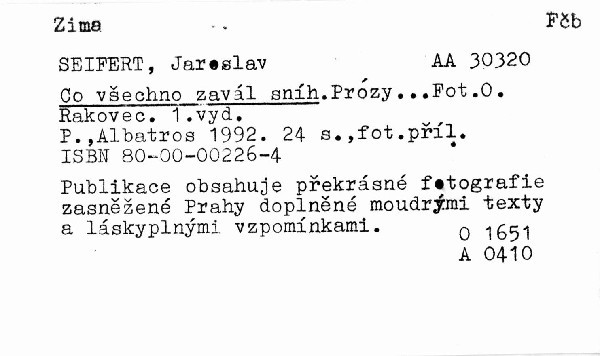 Zima Fčb
SEIFERT, Jaroslav AA 30320
Co všechno zavál sníh.Prózy...Fot.O.
Rakovec. 1.vyd.
P.,Albatros 1992. 24 s.,fot.příl.
ISBN 80-00-00226-4
Publikace obsahuje překrásné fotografie
zasněžené Prahy doplněné moudrými texty
a láskyplnými vzpomínkami.
O 1651
A 0410